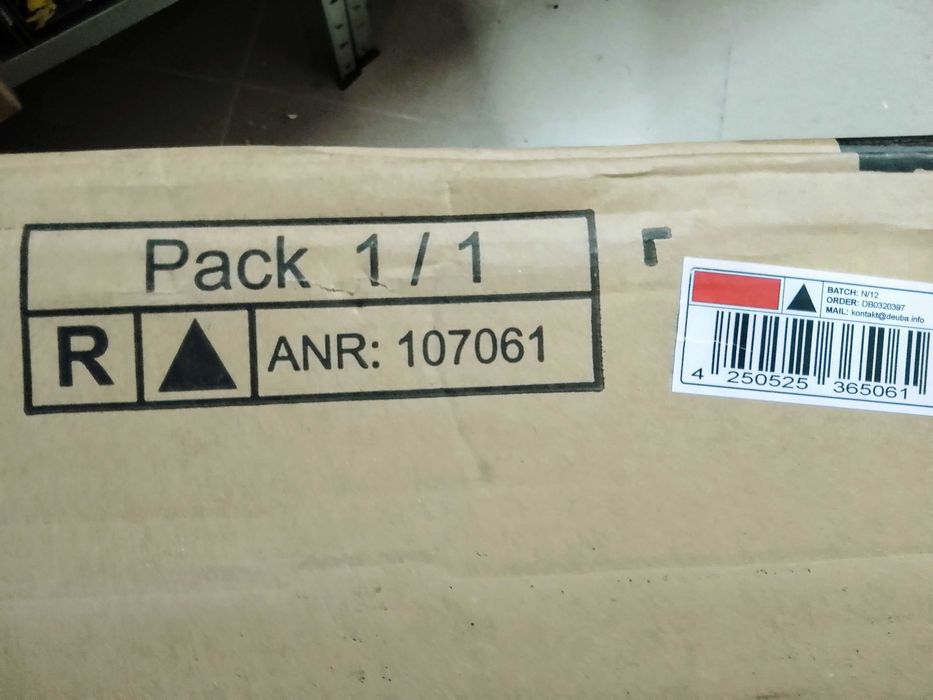 Pack 1 / 1
R ANR: 107061
BATCH: N/12
ORDER: DB0320397
MAIL: kontakt@deuba.info
4 250525 365061